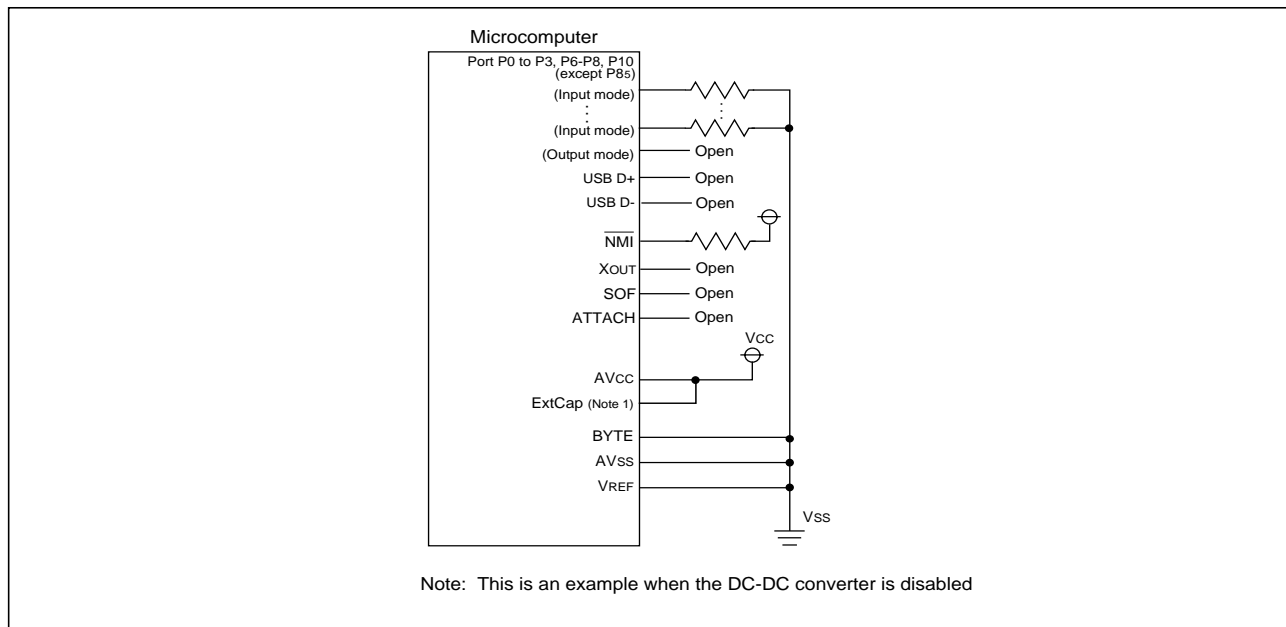 Microcomputer
Port P0 to P3, P6-P8, P10
(except P85)
(Input mode)
(Input mode)
(Output mode)
Open
USB D+
Open
USB D-
Open
NMI
XOUT
Open
SOF
Open
ATTACH
Open
VCC
AVCC
ExtCap (Note 1)
BYTE
AVSS
VREF
VSS
Note: This is an example when the DC-DC converter is disabled